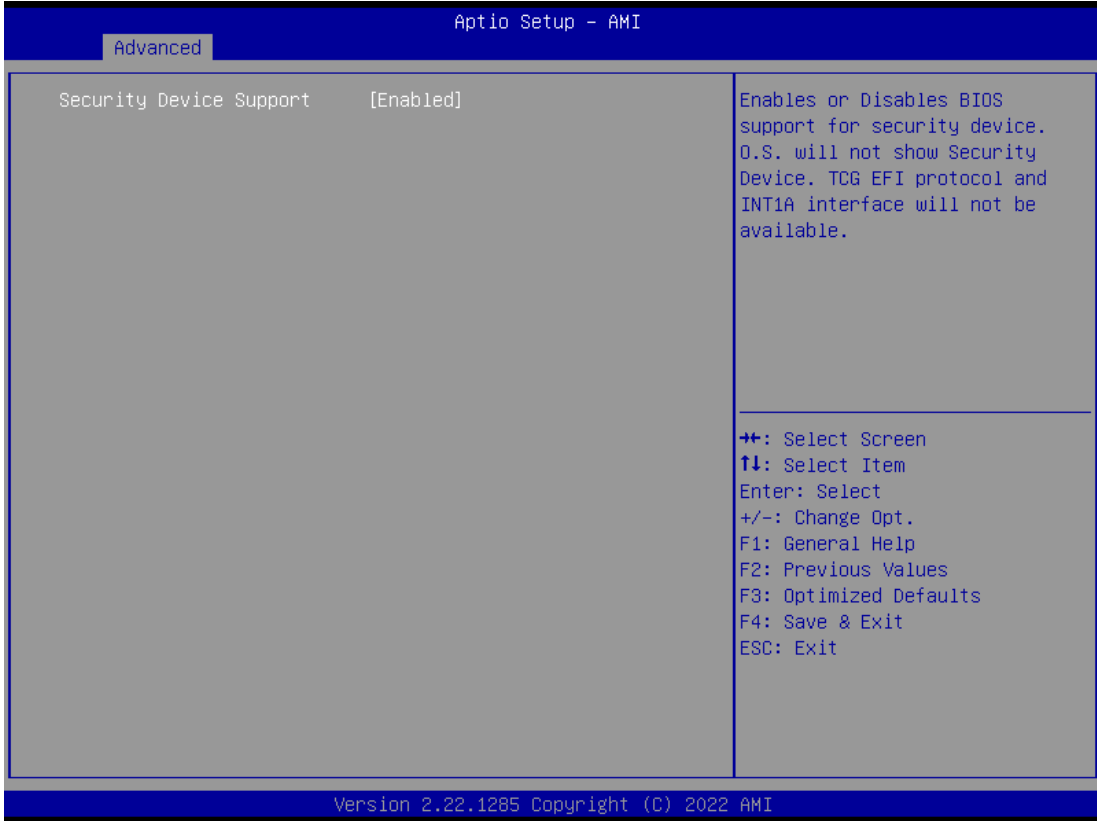 Aptio Setup – AMI
Advanced
Security Device Support [Enabled]
Enables or Disables BIOS
support for security device.
O.S. will not show Security
Device. TCG EFI protocol and
INT1A interface will not be
available.
→←: Select Screen
↑↓: Select Item
Enter: Select
+/-: Change Opt.
F1: General Help
F2: Previous Values
F3: Optimized Defaults
F4: Save & Exit
ESC: Exit
Version 2.22.1285 Copyright (C) 2022 AMI